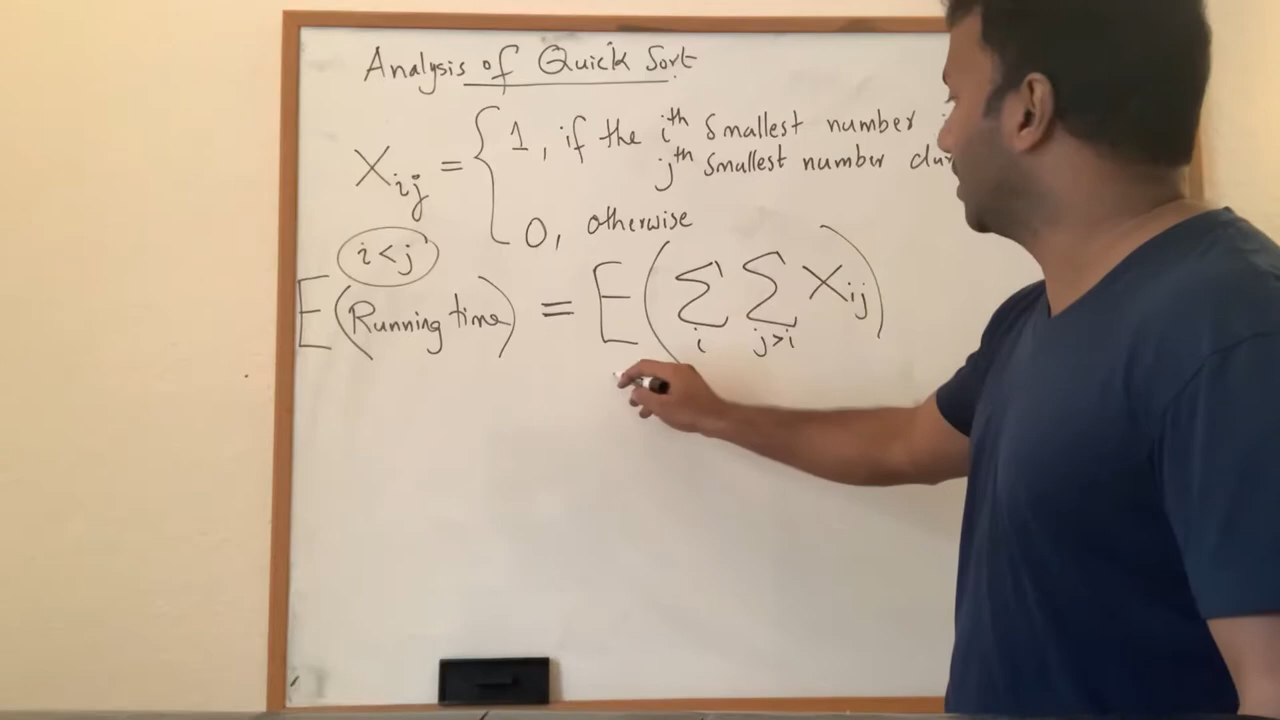 Analysis of Quick Sort
X_ij = { 1, if the i^th smallest number
j^th smallest number
0, otherwise
i < j
E(Running time) = E(∑_i ∑_{j>i} X_ij)